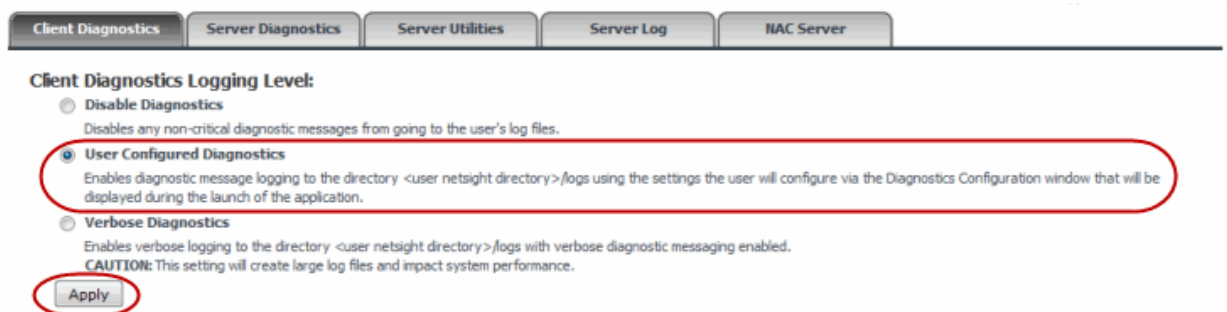 Client Diagnostics
Server Diagnostics
Server Utilities
Server Log
NAC Server
Client Diagnostics Logging Level:
Disable Diagnostics
Disables any non-critical diagnostic messages from going to the user's log files.
User Configured Diagnostics
Enables diagnostic message logging to the directory <user netsight directory>/logs using the settings the user will configure via the Diagnostics Configuration window that will be
displayed during the launch of the application.
Verbose Diagnostics
Enables verbose logging to the directory <user netsight directory>/logs with verbose diagnostic messaging enabled.
CAUTION: This setting will create large log files and impact system performance.
Apply